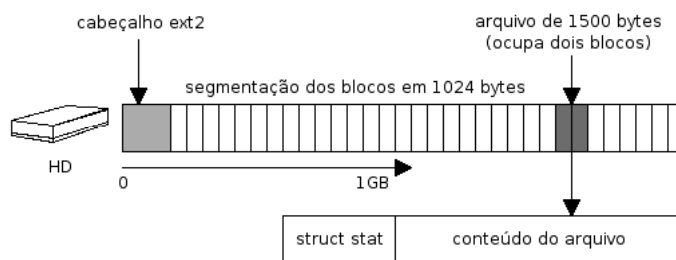 cabeçalho ext2
arquivo de 1500 bytes
(ocupa dois blocos)
segmentação dos blocos em 1024 bytes
HD
0
1GB
struct stat
conteúdo do arquivo